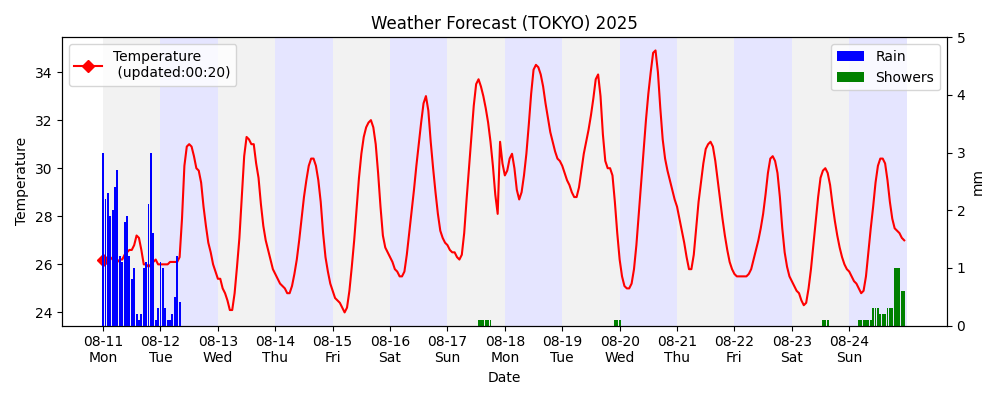 Weather Forecast (TOKYO) 2025
Temperature
(updated:00:20)
Rain
Showers
Temperature
34
32
30
28
26
24
5
4
3
2
1
0
mm
08-11 08-12 08-13 08-14 08-15 08-16 08-17 08-18 08-19 08-20 08-21 08-22 08-23 08-24
Mon Tue Wed Thu Fri Sat Sun Mon Tue Wed Thu Fri Sat Sun
Date